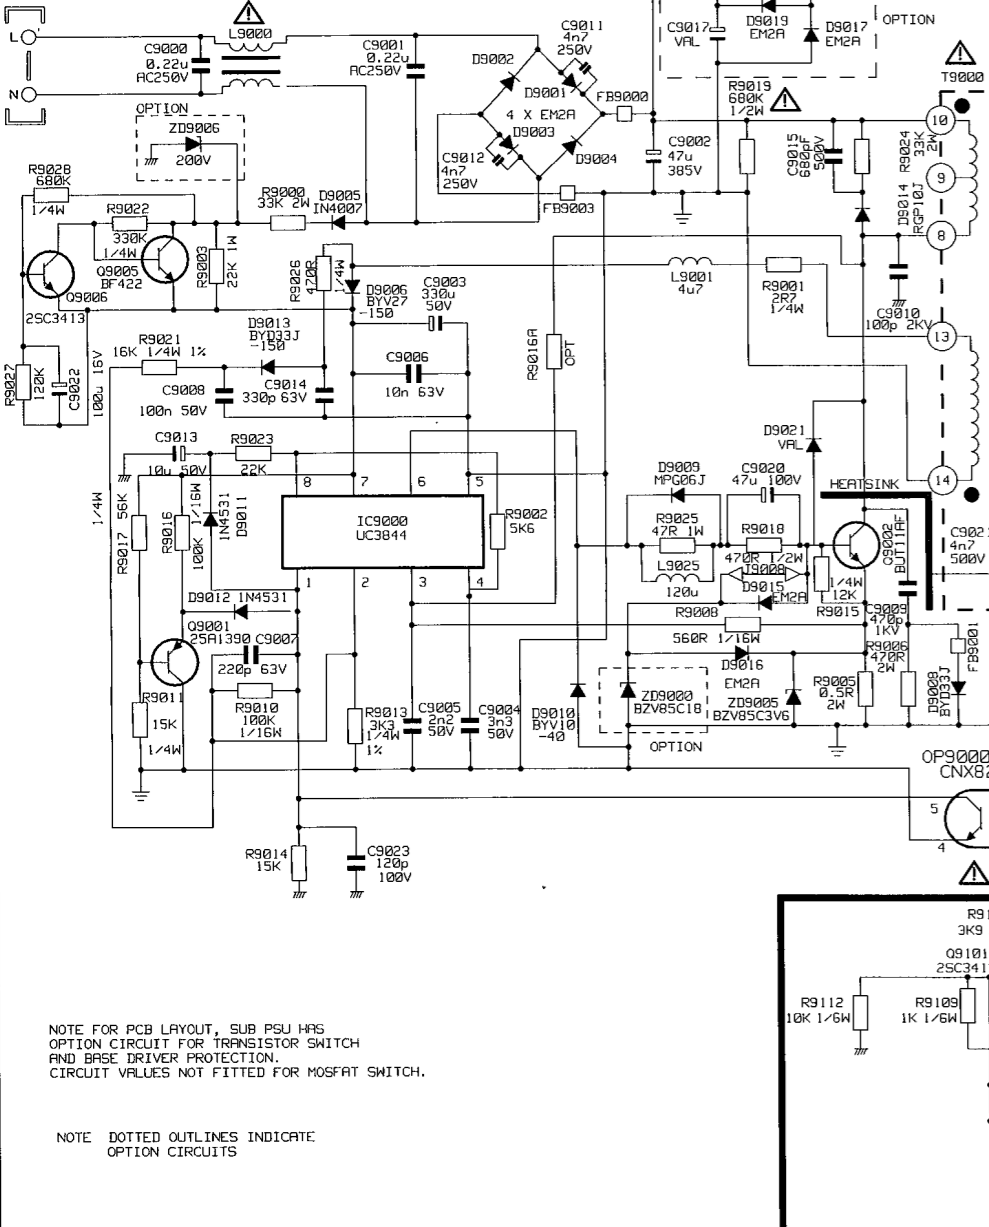 L
N
L9000
C9000
0.22u
AC250V
C9001
0.22u
AC250V
C9011
4n7
250V
D9002
D9001
4 X EM2A
D9003
D9004
C9012
4n7
250V
FB9000
FB9003
C9002
47u
385V
C9017
VAL
D9019
EM2A
D9017
EM2A
OPTION
R9019
680K
1/2W
C9015
680pF
500V
R9024
33K
2W
T9000
10
9
8
13
14
D9014
RGP10J
C9010
100p 2KV
OPTION
ZD9006
200V
R9028
680K
1/4W
R9022
330K
1/4W
Q9005
BF422
Q9006
2SC3413
R9003
22K 1W
R9000
33K 2W
D9005
IN4007
R9026
470R
1/4W
D9006
BYV27
-150
C9003
330u
50V
L9001
4u7
R9001
2R7
1/4W
R9027
120K
C9022
100u 16V
R9021
16K 1/4W 1%
D9013
BYD33J
-150
C9008
100n 50V
C9014
330p 63V
C9006
10n 63V
R9016A
OPT
C9013
10u 50V
R9023
22K
D9021
VAL
HEATSINK
1/4W
R9017 56K
R9016
100K 1/16W
1N4531
D9011
8
7
6
5
IC9000
UC3844
1
2
3
4
R9002
5K6
D9009
MPG06J
C9020
47u 100V
R9025
47R 1W
R9018
470R 1/2W
L9025
120u
J9008
D9015
EM2A
Q9002
BUT11AF
1/4W
12K
R9015
C9021
4n7
500V
D9012 1N4531
Q9001
2SA1390
C9007
220p 63V
R9008
560R 1/16W
D9016
EM2A
C9009
470p
1KV
R9006
470R
2W
R9005
0.5R
2W
FB9001
D9008
BYD33J
R9011
15K
1/4W
R9010
100K
1/16W
R9013
3K3
1/4W
1%
C9005
2n2
50V
C9004
3n3
50V
D9010
BYV10
-40
ZD9000
BZV85C18
OPTION
ZD9005
BZV85C3V6
OP9000
CNX82
5
4
R9014
15K
C9023
120p
100V
3K9
Q9101
R9112
10K 1/6W
R9109
1K 1/6W
NOTE FOR PCB LAYOUT, SUB PSU HAS
OPTION CIRCUIT FOR TRANSISTOR SWITCH
AND BASE DRIVER PROTECTION.
CIRCUIT VALUES NOT FITTED FOR MOSFAT SWITCH.
NOTE DOTTED OUTLINES INDICATE
OPTION CIRCUITS